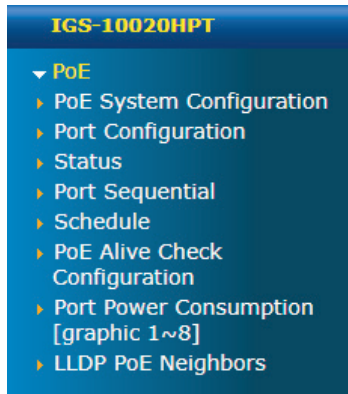 IGS-10020HPT
PoE
PoE System Configuration
Port Configuration
Status
Port Sequential
Schedule
PoE Alive Check
Configuration
Port Power Consumption
[graphic 1~8]
LLDP PoE Neighbors